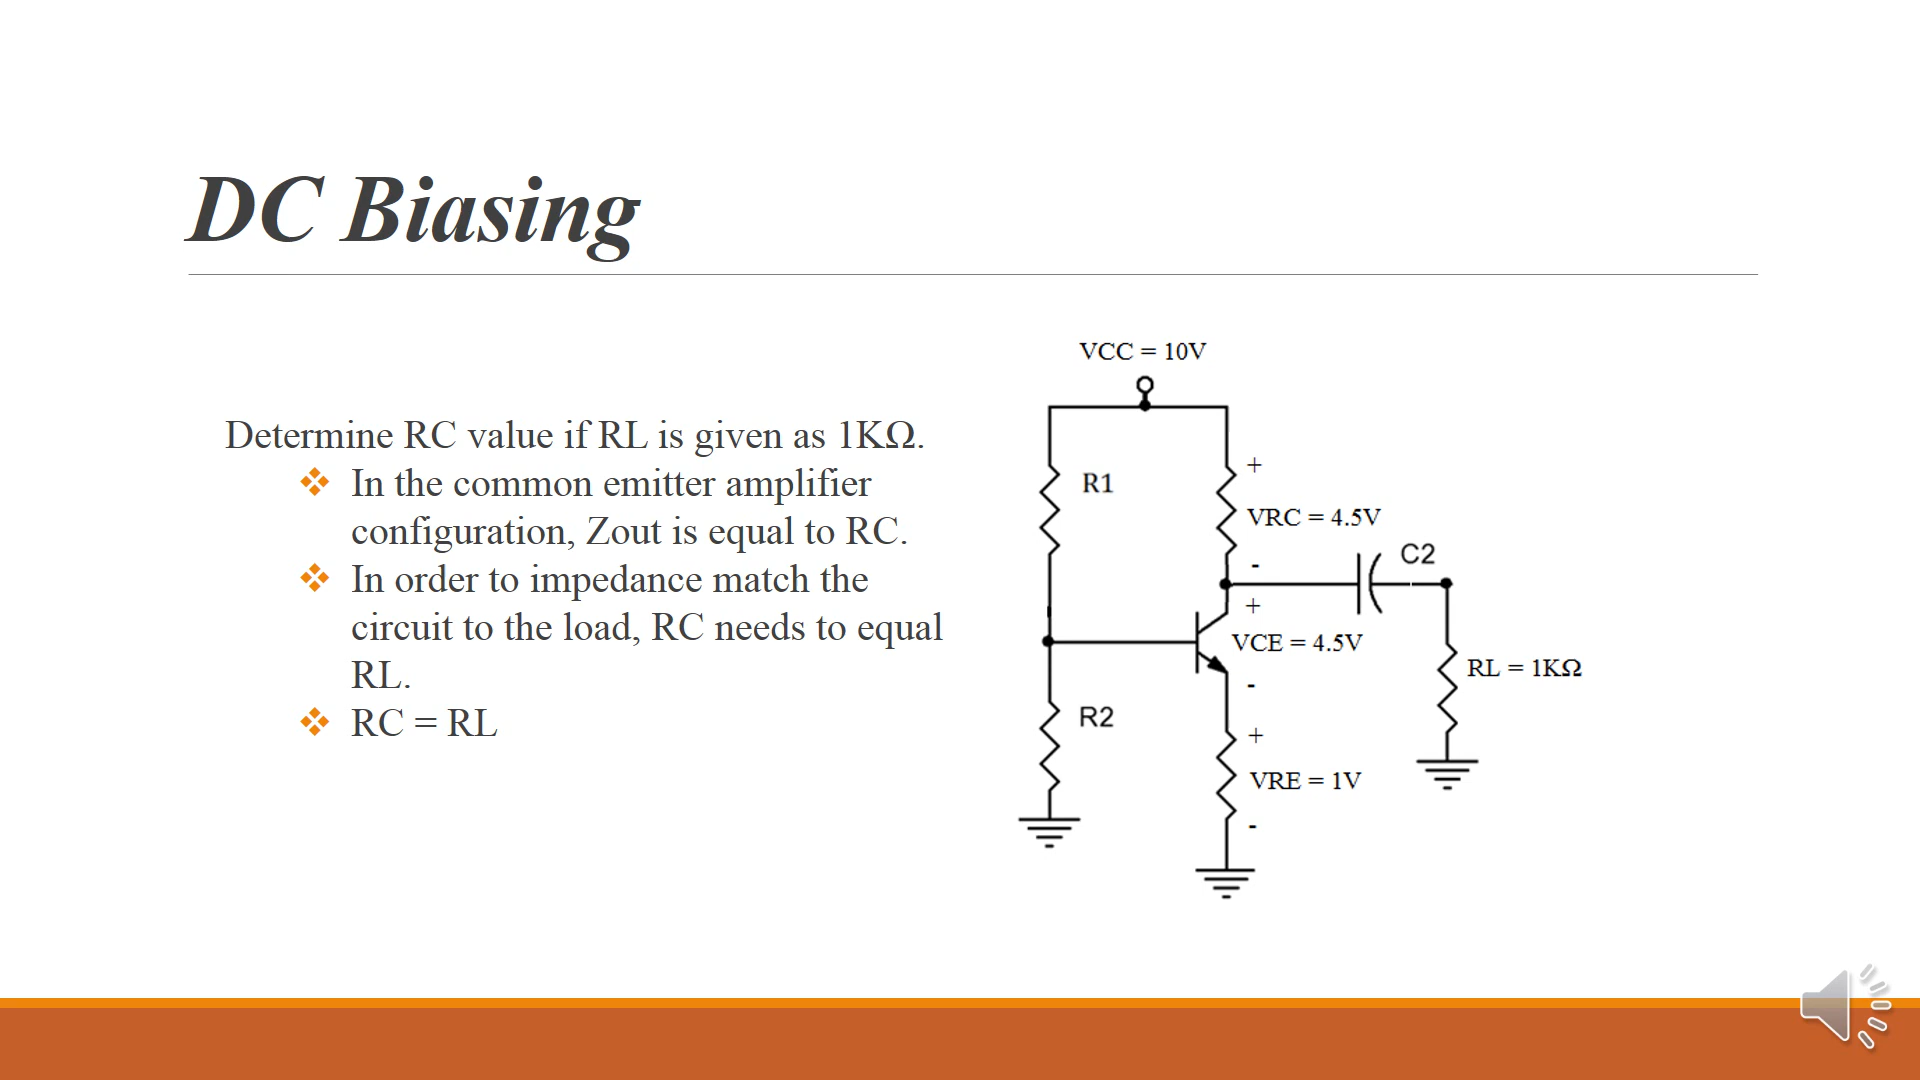 DC Biasing
Determine RC value if RL is given as 1KΩ.
❖ In the common emitter amplifier
configuration, Zout is equal to RC.
❖ In order to impedance match the
circuit to the load, RC needs to equal
RL.
❖ RC = RL
VCC = 10V
R1
+
VRC = 4.5V
-
C2
+
VCE = 4.5V
-
RL = 1KΩ
R2
+
VRE = 1V
-